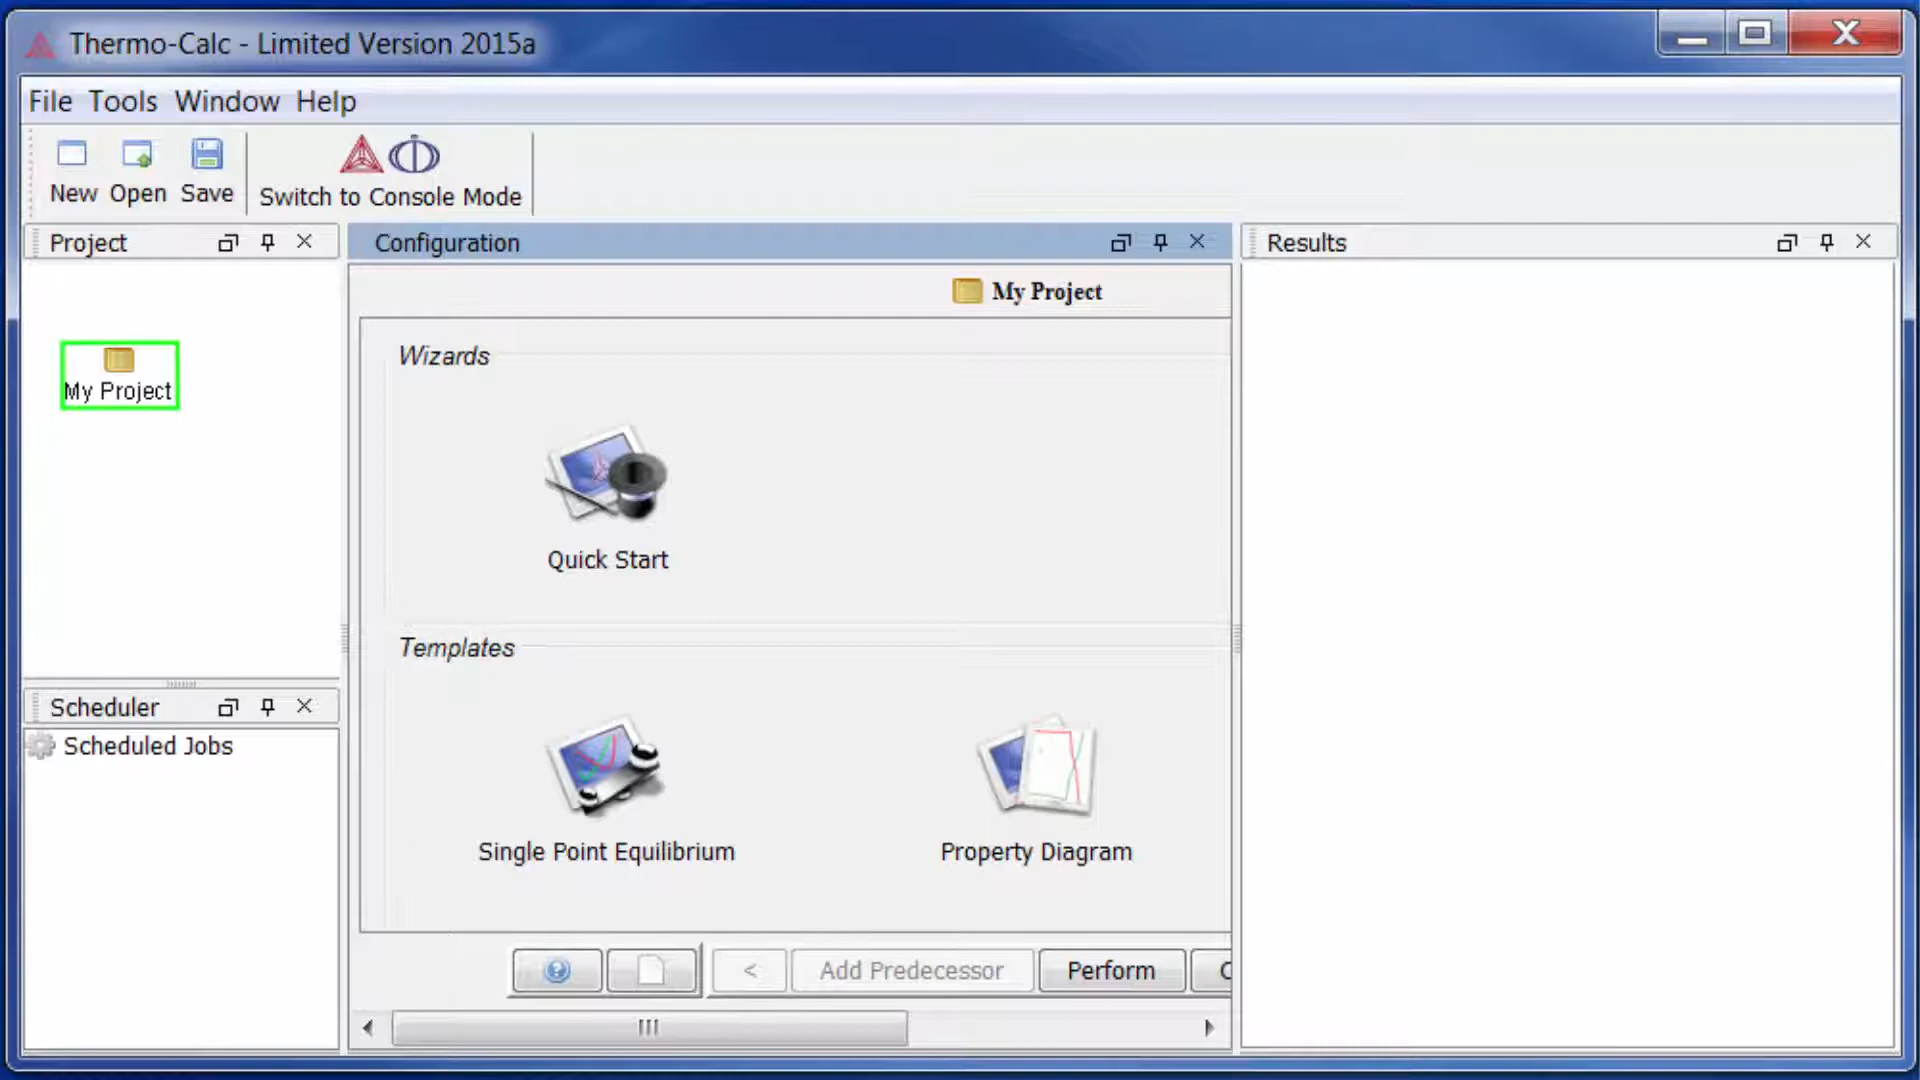 Thermo-Calc - Limited Version 2015a
File Tools Window Help
New Open Save Switch to Console Mode
Project
Configuration
Results
My Project
My Project
Wizards
Quick Start
Templates
Single Point Equilibrium
Property Diagram
Scheduler
Scheduled Jobs
< Add Predecessor Perform